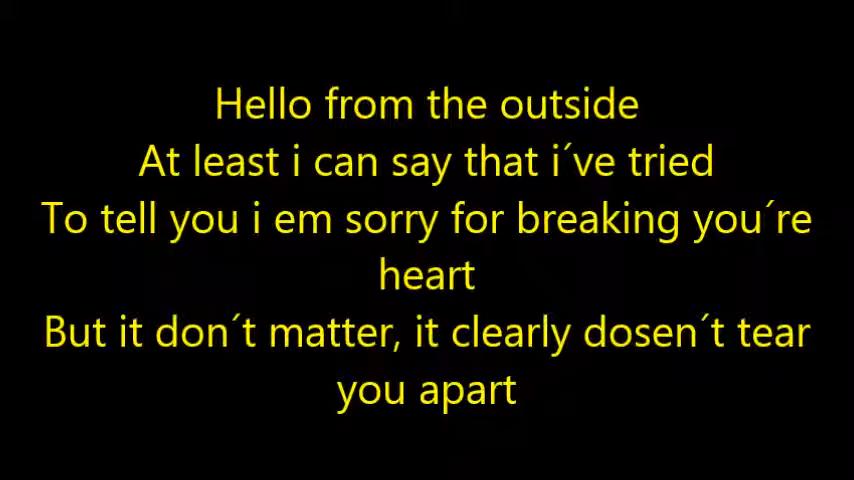 Hello from the outside
At least i can say that i´ve tried
To tell you i em sorry for breaking you´re
heart
But it don´t matter, it clearly dosen´t tear
you apart